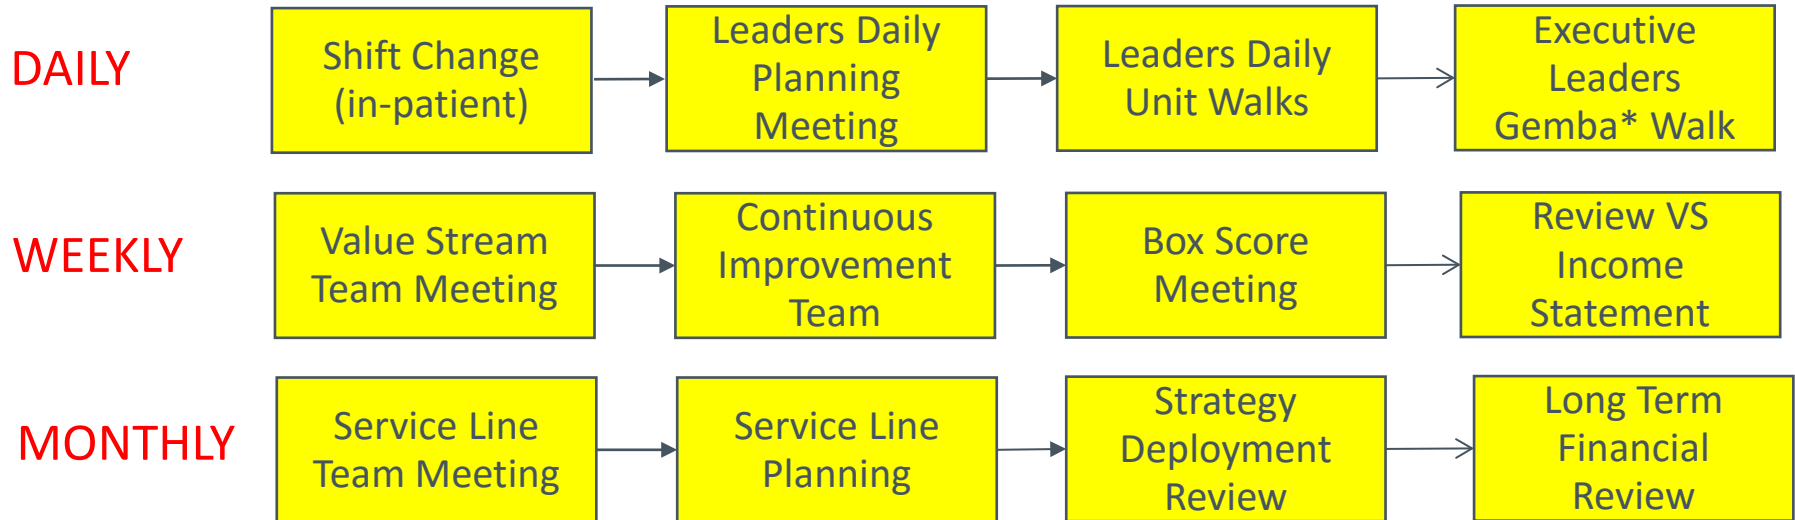 DAILY
Shift Change
(in-patient)
Leaders Daily
Planning
Meeting
Leaders Daily
Unit Walks
Executive
Leaders
Gemba* Walk
WEEKLY
Value Stream
Team Meeting
Continuous
Improvement
Team
Box Score
Meeting
Review VS
Income
Statement
MONTHLY
Service Line
Team Meeting
Service Line
Planning
Strategy
Deployment
Review
Long Term
Financial
Review